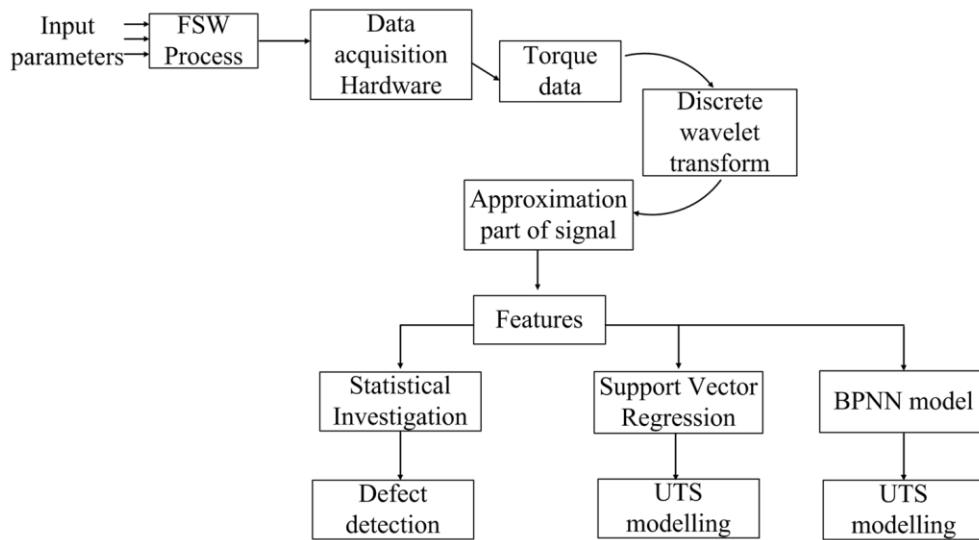 Input
parameters
FSW
Process
Data
acquisition
Hardware
Torque
data
Discrete
wavelet
transform
Approximation
part of signal
Features
Statistical
Investigation
Support Vector
Regression
BPNN model
Defect
detection
UTS
modelling
UTS
modelling